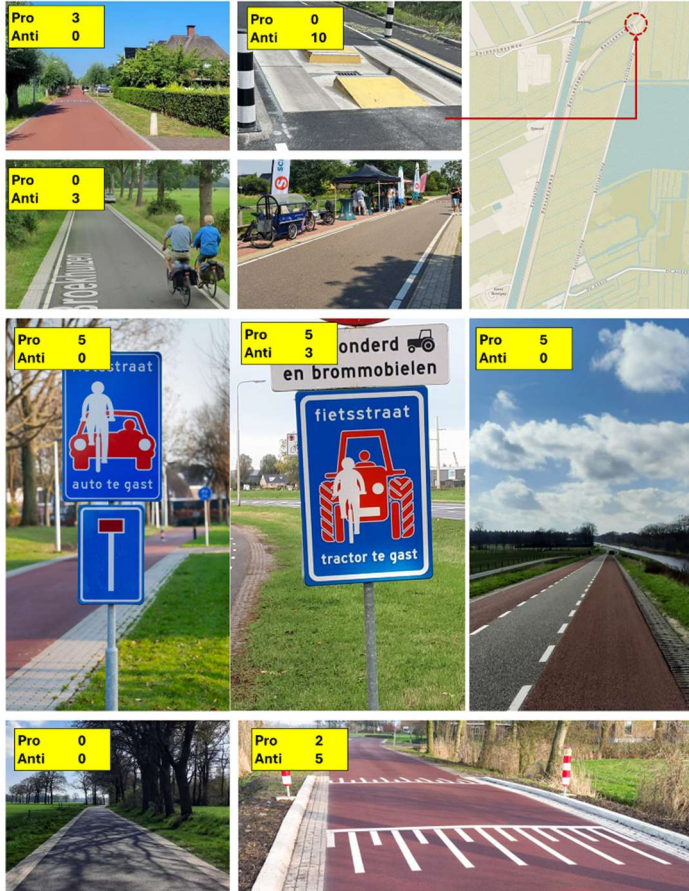 Pro 3
Anti 0
Pro 0
Anti 10
Pro 0
Anti 3
Broekhuizen
Pro 5
Anti 0
fietsstraat
auto te gast
Pro 5
Anti 3
onderd
en brommobielen
fietsstraat
tractor te gast
Pro 5
Anti 0
Pro 0
Anti 0
Pro 2
Anti 5